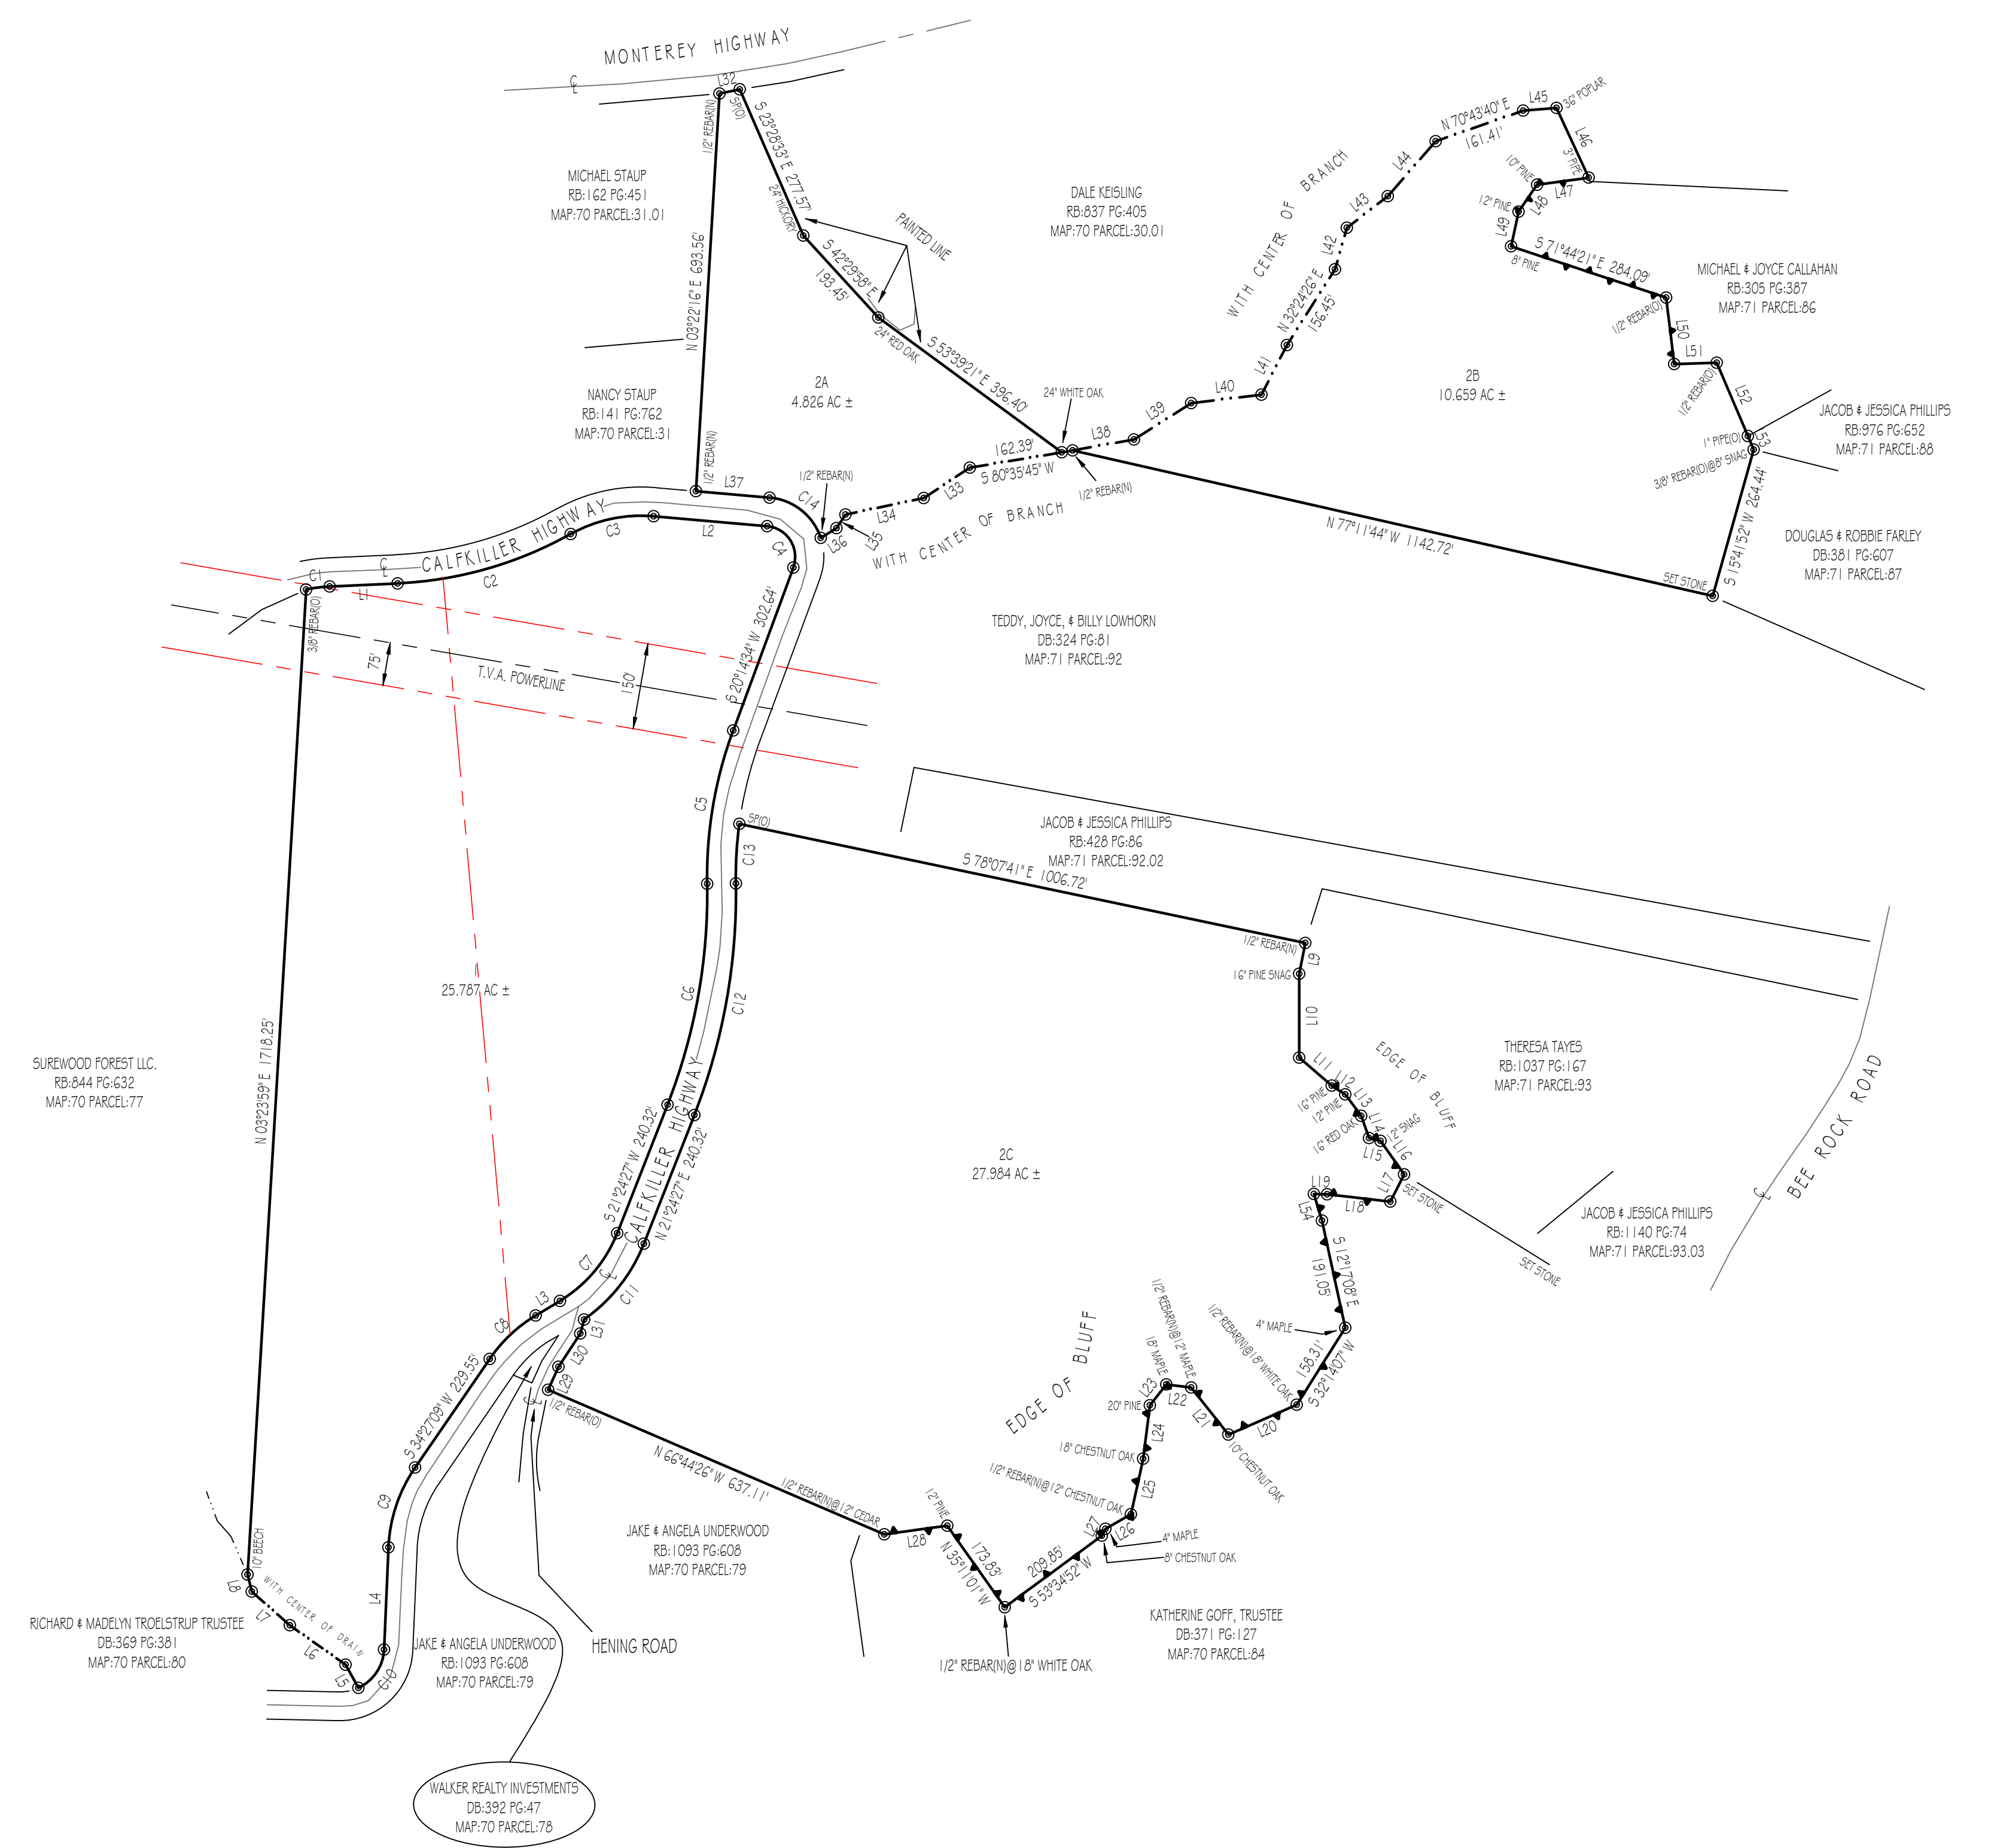 MONTEREY HIGHWAY
℄
L32
1/2" REBAR(N)
SP(O)
S 23°28'33" E 277.57'
24" HICKORY
MICHAEL STAUP
RB:162 PG:451
MAP:70 PARCEL:31.01
N 03°22'16" E 693.56'
S 42°29'58" E
193.45'
PAINTED LINE
24" RED OAK
S 53°39'21" E 396.40'
DALE KEISLING
RB:837 PG:405
MAP:70 PARCEL:30.01
WITH CENTER OF BRANCH
N 70°43'40" E
161.41'
L45
36" POPLAR
L46
3" PIPE
L47
10" PINE
L48
12" PINE
L49
8" PINE
L44
L43
L42
N 32°24'26" E
156.45'
L41
L40
L39
L38
S 71°44'21" E 284.09'
MICHAEL & JOYCE CALLAHAN
RB:305 PG:387
MAP:71 PARCEL:86
1/2" REBAR(O)
L50
L51
1/2" REBAR(O)
L52
1" PIPE(O)
L53
3/8" REBAR(O)@8" SNAG
JACOB & JESSICA PHILLIPS
RB:976 PG:652
MAP:71 PARCEL:88
S 15°41'52" W 264.44'
DOUGLAS & ROBBIE FARLEY
DB:381 PG:607
MAP:71 PARCEL:87
SET STONE
N 77°11'44" W 1142.72'
2B
10.659 AC ±
2A
4.826 AC ±
24" WHITE OAK
1/2" REBAR(N)
162.39'
S 80°35'45" W
L33
L34
L35
L36
WITH CENTER OF BRANCH
NANCY STAUP
RB:141 PG:762
MAP:70 PARCEL:31
1/2" REBAR(N)
L37
C14
1/2" REBAR(N)
CALFKILLER HIGHWAY
℄
C1
L1
C2
C3
L2
C4
3/8" REBAR(O)
75'
T.V.A. POWERLINE
150'
S 20°14'34" W 302.64'
TEDDY, JOYCE, & BILLY LOWHORN
DB:324 PG:81
MAP:71 PARCEL:92
C5
SP(O)
C13
JACOB & JESSICA PHILLIPS
RB:428 PG:86
MAP:71 PARCEL:92.02
S 78°07'41" E 1006.72'
1/2" REBAR(N)
L9
16" PINE SNAG
L10
1
25.787 AC ±
C6
C12
SUREWOOD FOREST LLC.
RB:844 PG:632
MAP:70 PARCEL:77
N 03°23'59" E 1718.25'
L11
L12
16" PINE
12" PINE
L13
L14
16" RED OAK
12" SNAG
L15
L16
L17
SET STONE
L18
L19
L54
EDGE OF BLUFF
THERESA TAYES
RB:1037 PG:167
MAP:71 PARCEL:93
BEE ROCK ROAD
℄
JACOB & JESSICA PHILLIPS
RB:1140 PG:74
MAP:71 PARCEL:93.03
SET STONE
2C
27.984 AC ±
S 21°24'27" W 240.32'
CALFKILLER HIGHWAY
N 21°24'27" E 240.32'
℄
C7
C11
L3
C8
S 12°17'08" E
191.05'
4" MAPLE
158.31'
S 32°14'07" W
1/2" REBAR(N)@18" WHITE OAK
1/2" REBAR(N)@12" MAPLE
18" MAPLE
L20
L21
10" CHESTNUT OAK
L22
L23
20" PINE
L24
18" CHESTNUT OAK
L25
1/2" REBAR(N)@12" CHESTNUT OAK
L26
L27
4" MAPLE
8" CHESTNUT OAK
EDGE OF BLUFF
209.85'
S 53°34'52" W
173.83'
N 35°11'01" W
12" PINE
L28
1/2" REBAR(N)@12" CEDAR
N 66°44'26" W 637.11'
1/2" REBAR(O)
L29
L30
L31
℄
S 34°27'09" W 229.55'
C9
L4
C10
L5
L6
L7
L8
10" BEECH
WITH CENTER OF DRAIN
RICHARD & MADELYN TROELSTRUP TRUSTEE
DB:369 PG:381
MAP:70 PARCEL:80
JAKE & ANGELA UNDERWOOD
RB:1093 PG:608
MAP:70 PARCEL:79
HENING ROAD
JAKE & ANGELA UNDERWOOD
RB:1093 PG:608
MAP:70 PARCEL:79
1/2" REBAR(N)@18" WHITE OAK
KATHERINE GOFF, TRUSTEE
DB:371 PG:127
MAP:70 PARCEL:84
WALKER REALTY INVESTMENTS
DB:392 PG:47
MAP:70 PARCEL:78